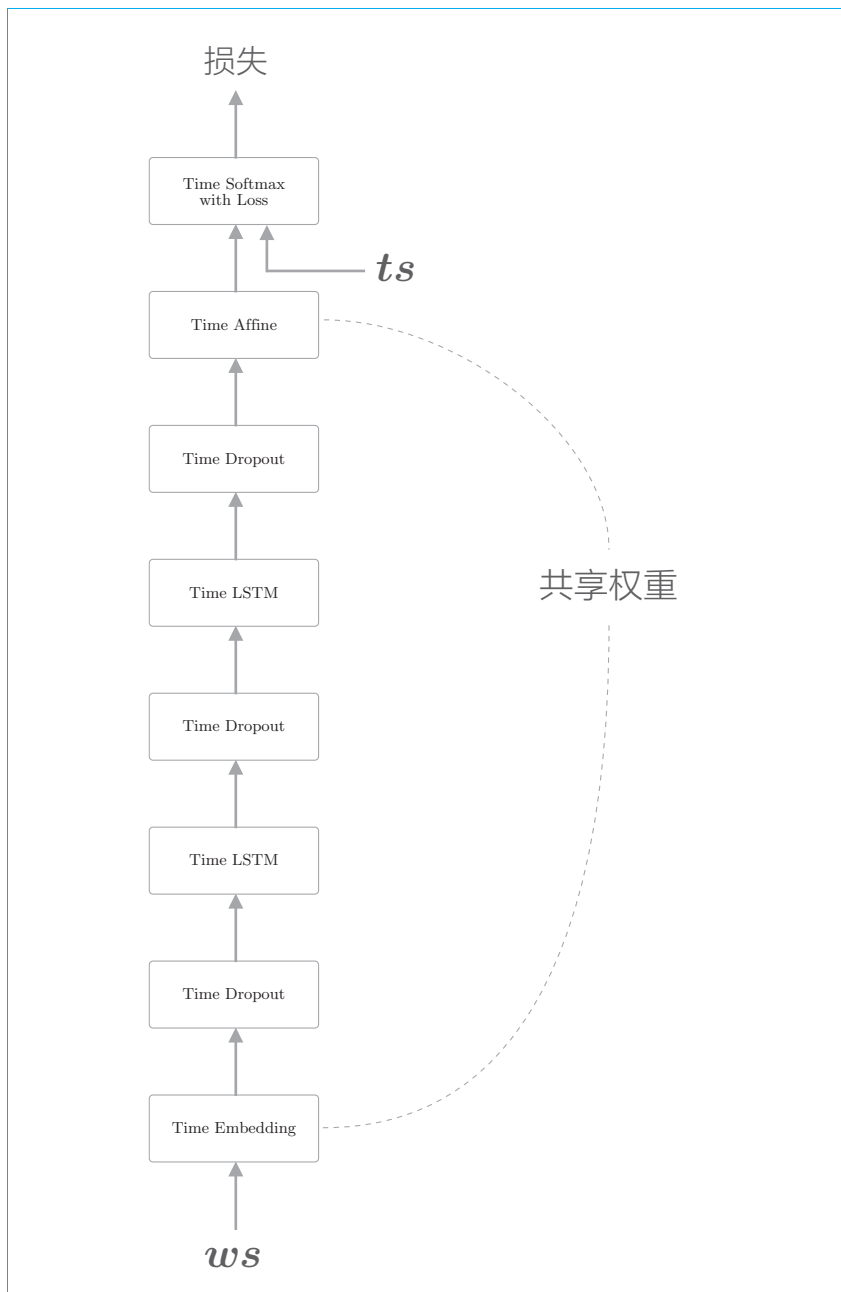 损失
Time Softmax
with Loss
ts
Time Affine
Time Dropout
Time LSTM
共享权重
Time Dropout
Time LSTM
Time Dropout
Time Embedding
ws